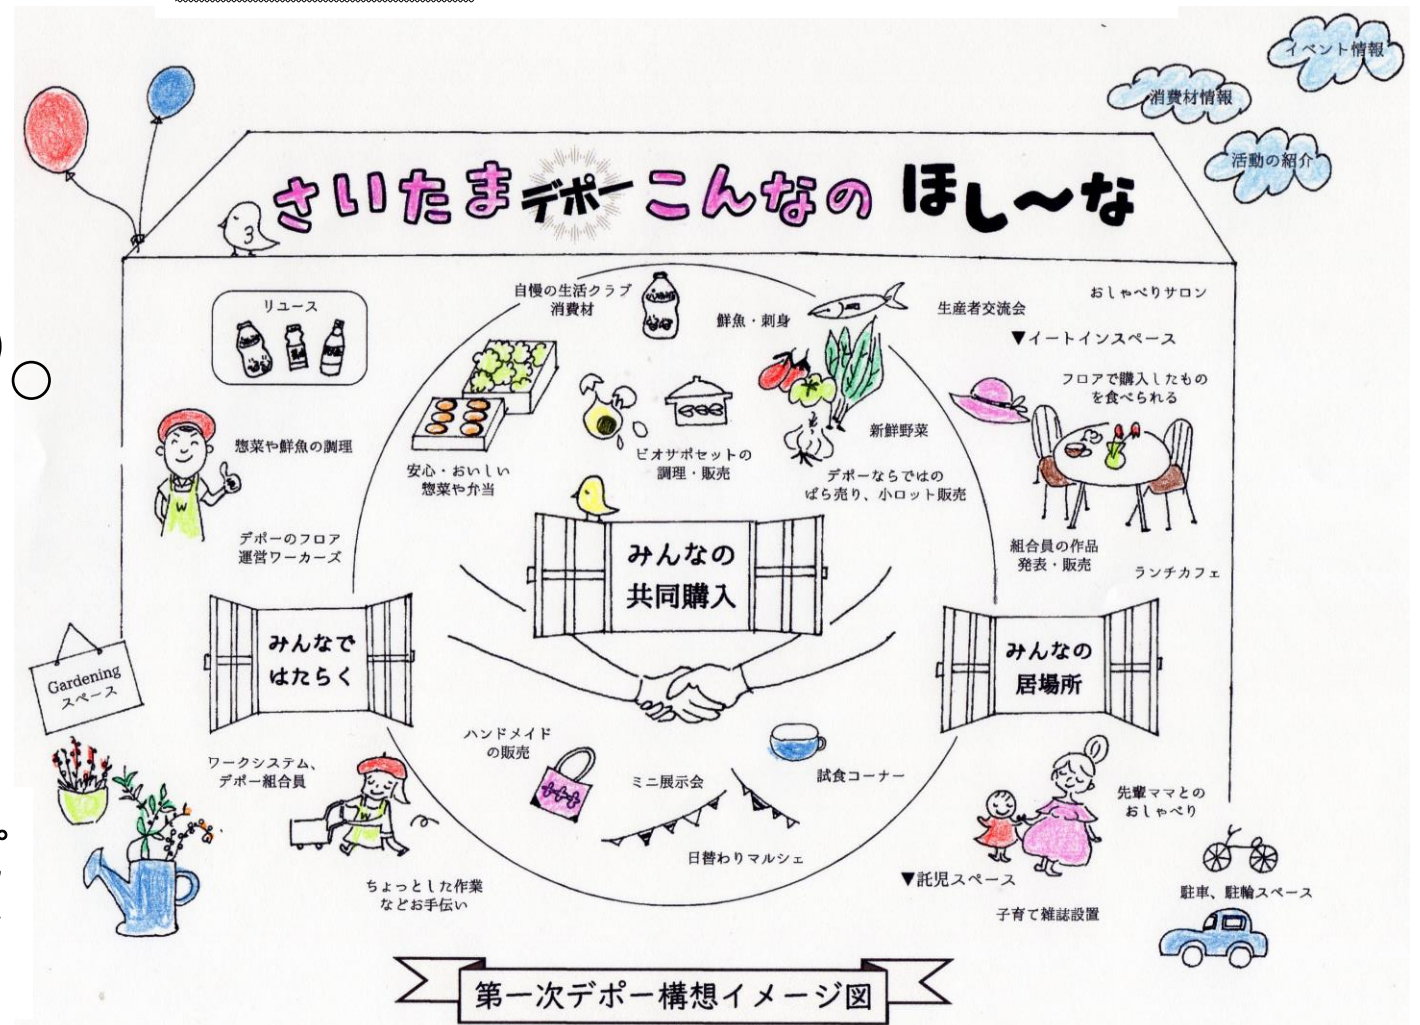 イベント情報
消費材情報
活動の紹介
さいたまデポーこんなのほし〜な
リユース
自慢の生活クラブ
消費材
鮮魚・刺身
生産者交流会
おしゃべりサロン
▼イートインスペース
フロアで購入したもの
を食べられる
惣菜や鮮魚の調理
安心・おいしい
惣菜や弁当
ビオサポセットの
調理・販売
新鮮野菜
デポーならではの
ばら売り、小ロット販売
デポーのフロア
運営ワーカーズ
W
組合員の作品
発表・販売
ランチカフェ
みんなの
共同購入
みんなで
はたらく
みんなの
居場所
Gardening
スペース
ワークシステム、
デポー組合員
W
ハンドメイド
の販売
ミニ展示会
試食コーナー
日替わりマルシェ
ちょっとした作業
などお手伝い
先輩ママとの
おしゃべり
▼託児スペース
子育て雑誌設置
駐車、駐輪スペース
第一次デポー構想イメージ図